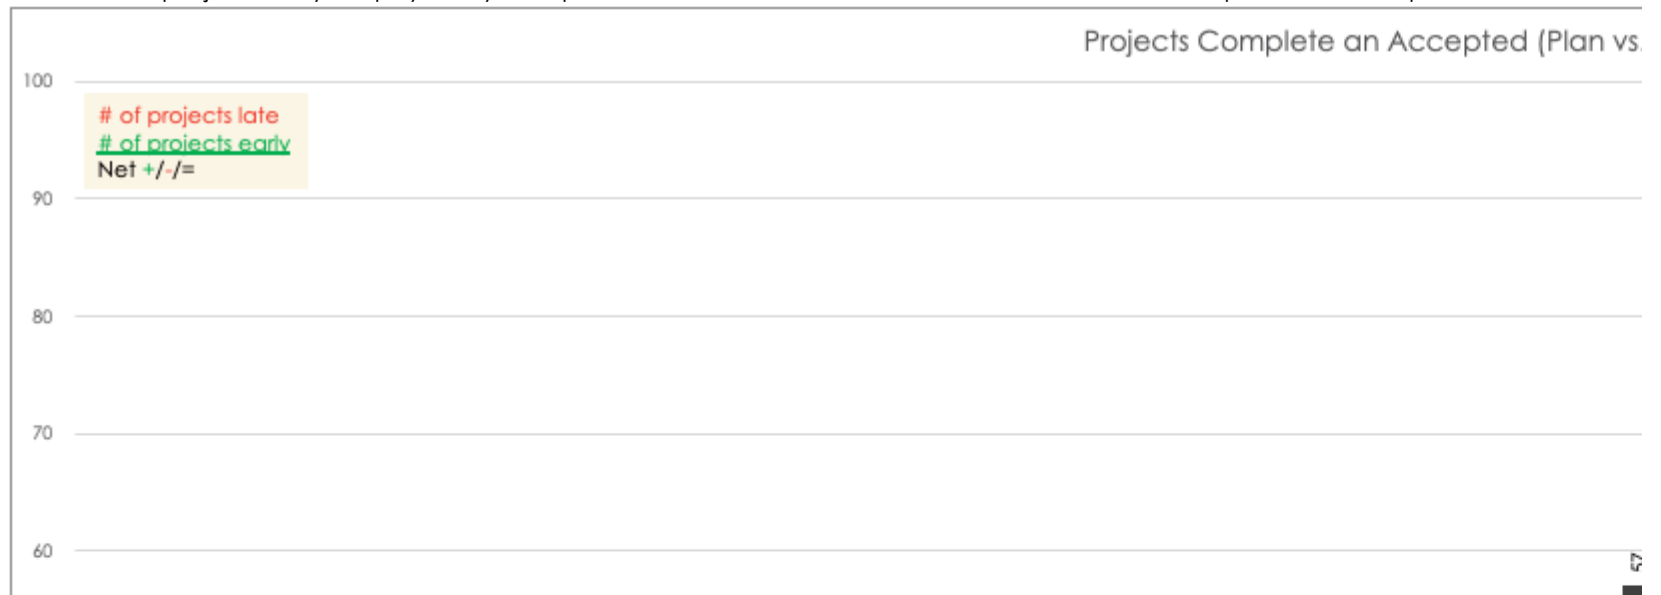 Projects Complete an Accepted (Plan vs.
100
# of projects late
# of projects early
Net +/-/=
90
80
70
60